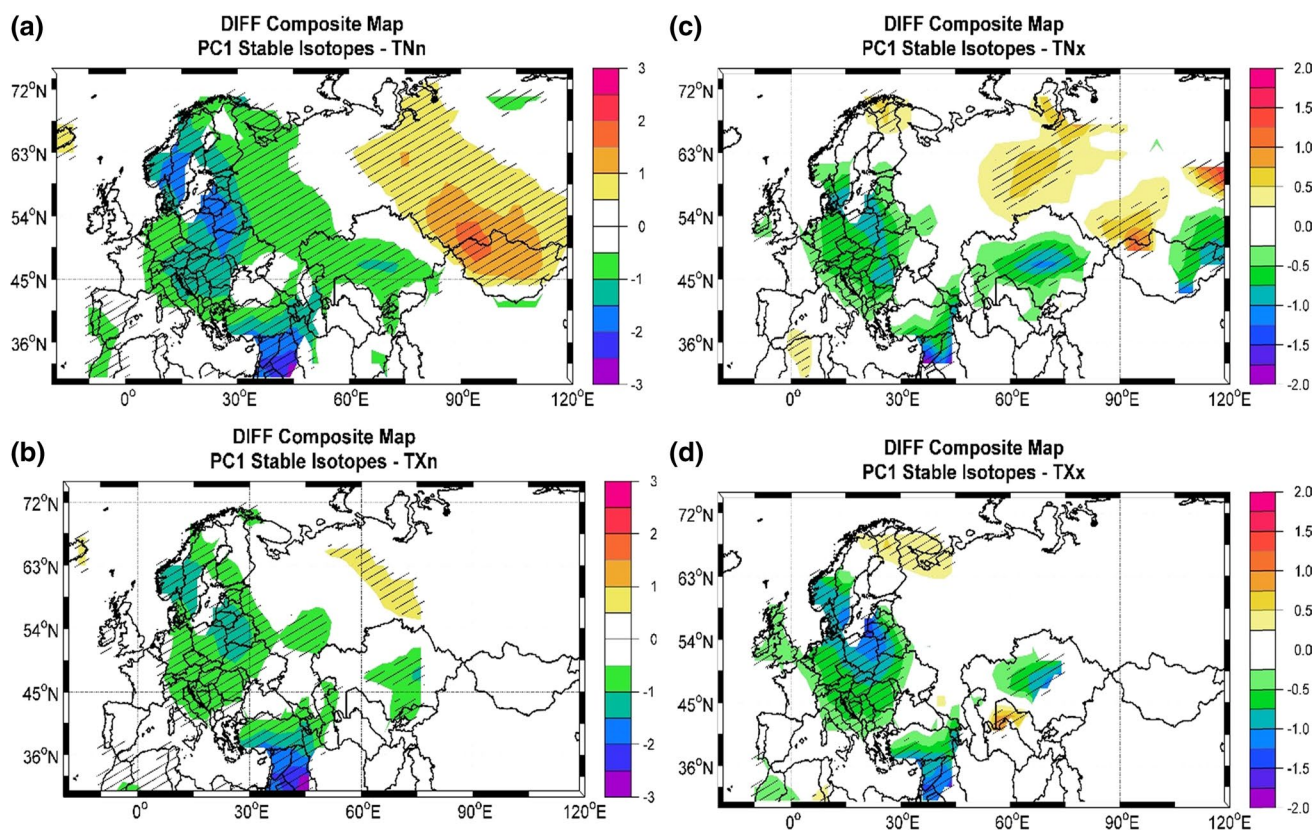 (a)
DIFF Composite Map
PC1 Stable Isotopes - TNn
72°N
63°N
54°N
45°N
36°N
0°
30°E
60°E
90°E
120°E
3
2
1
0
-1
-2
-3
(c)
DIFF Composite Map
PC1 Stable Isotopes - TNx
72°N
63°N
54°N
45°N
36°N
0°
30°E
60°E
90°E
120°E
2.0
1.5
1.0
0.5
0.0
-0.5
-1.0
-1.5
-2.0
(b)
DIFF Composite Map
PC1 Stable Isotopes - TXn
72°N
63°N
54°N
45°N
36°N
0°
30°E
60°E
90°E
120°E
3
2
1
0
-1
-2
-3
(d)
DIFF Composite Map
PC1 Stable Isotopes - TXx
72°N
63°N
54°N
45°N
36°N
0°
30°E
60°E
90°E
120°E
2.0
1.5
1.0
0.5
0.0
-0.5
-1.0
-1.5
-2.0